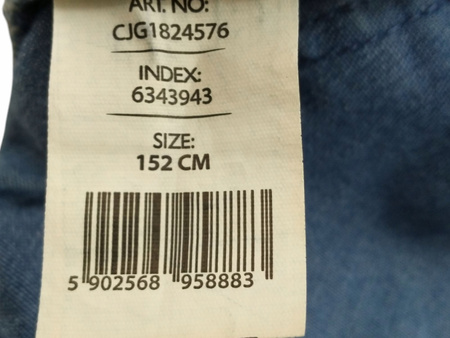 ART. NO:
CJG1824576
INDEX:
6343943
SIZE:
152 CM
5 902568 958883